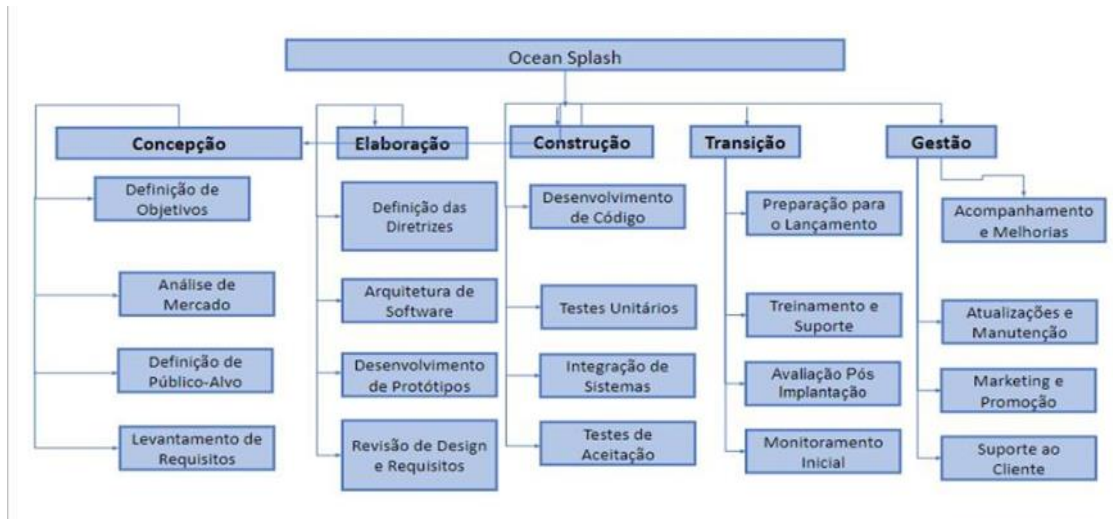 Ocean Splash
Concepção
Definição de
Objetivos
Análise de
Mercado
Definição de
Público-Alvo
Levantamento de
Requisitos
Elaboração
Definição das
Diretrizes
Arquitetura de
Software
Desenvolvimento
de Protótipos
Revisão de Design
e Requisitos
Construção
Desenvolvimento
de Código
Testes Unitários
Integração de
Sistemas
Testes de
Aceitação
Transição
Preparação para
o Lançamento
Treinamento e
Suporte
Avaliação Pós
Implantação
Monitoramento
Inicial
Gestão
Acompanhamento
e Melhorias
Atualizações e
Manutenção
Marketing e
Promoção
Suporte ao
Cliente